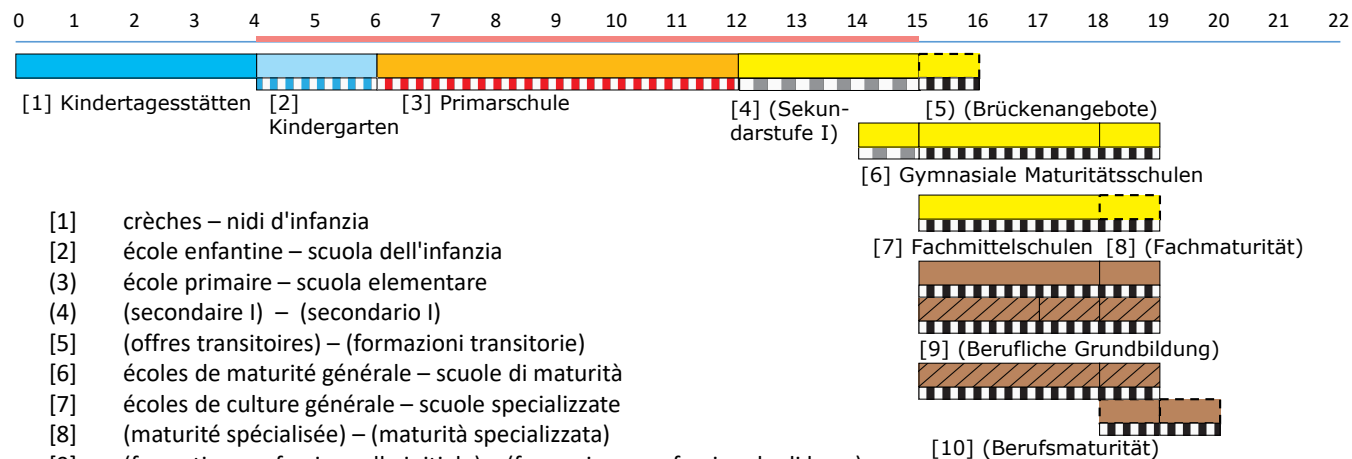 0 1 2 3 4 5 6 7 8 9 10 11 12 13 14 15 16 17 18 19 20 21 22
[1] Kindertagesstätten [2] [3] Primarschule [4] (Sekun- [5) (Brückenangebote)
Kindergarten darstufe I)
[6] Gymnasiale Maturitätsschulen
[7] Fachmittelschulen [8] (Fachmaturität)
[9] (Berufliche Grundbildung)
[10] (Berufsmaturität)
[1] crèches – nidi d'infanzia
[2] école enfantine – scuola dell'infanzia
(3) école primaire – scuola elementare
(4) (secondaire I) – (secondario I)
[5] (offres transitoires) – (formazioni transitorie)
[6] écoles de maturité générale – scuole di maturità
[7] écoles de culture générale – scuole specializzate
[8] (maturité spécialisée) – (maturità specializzata)